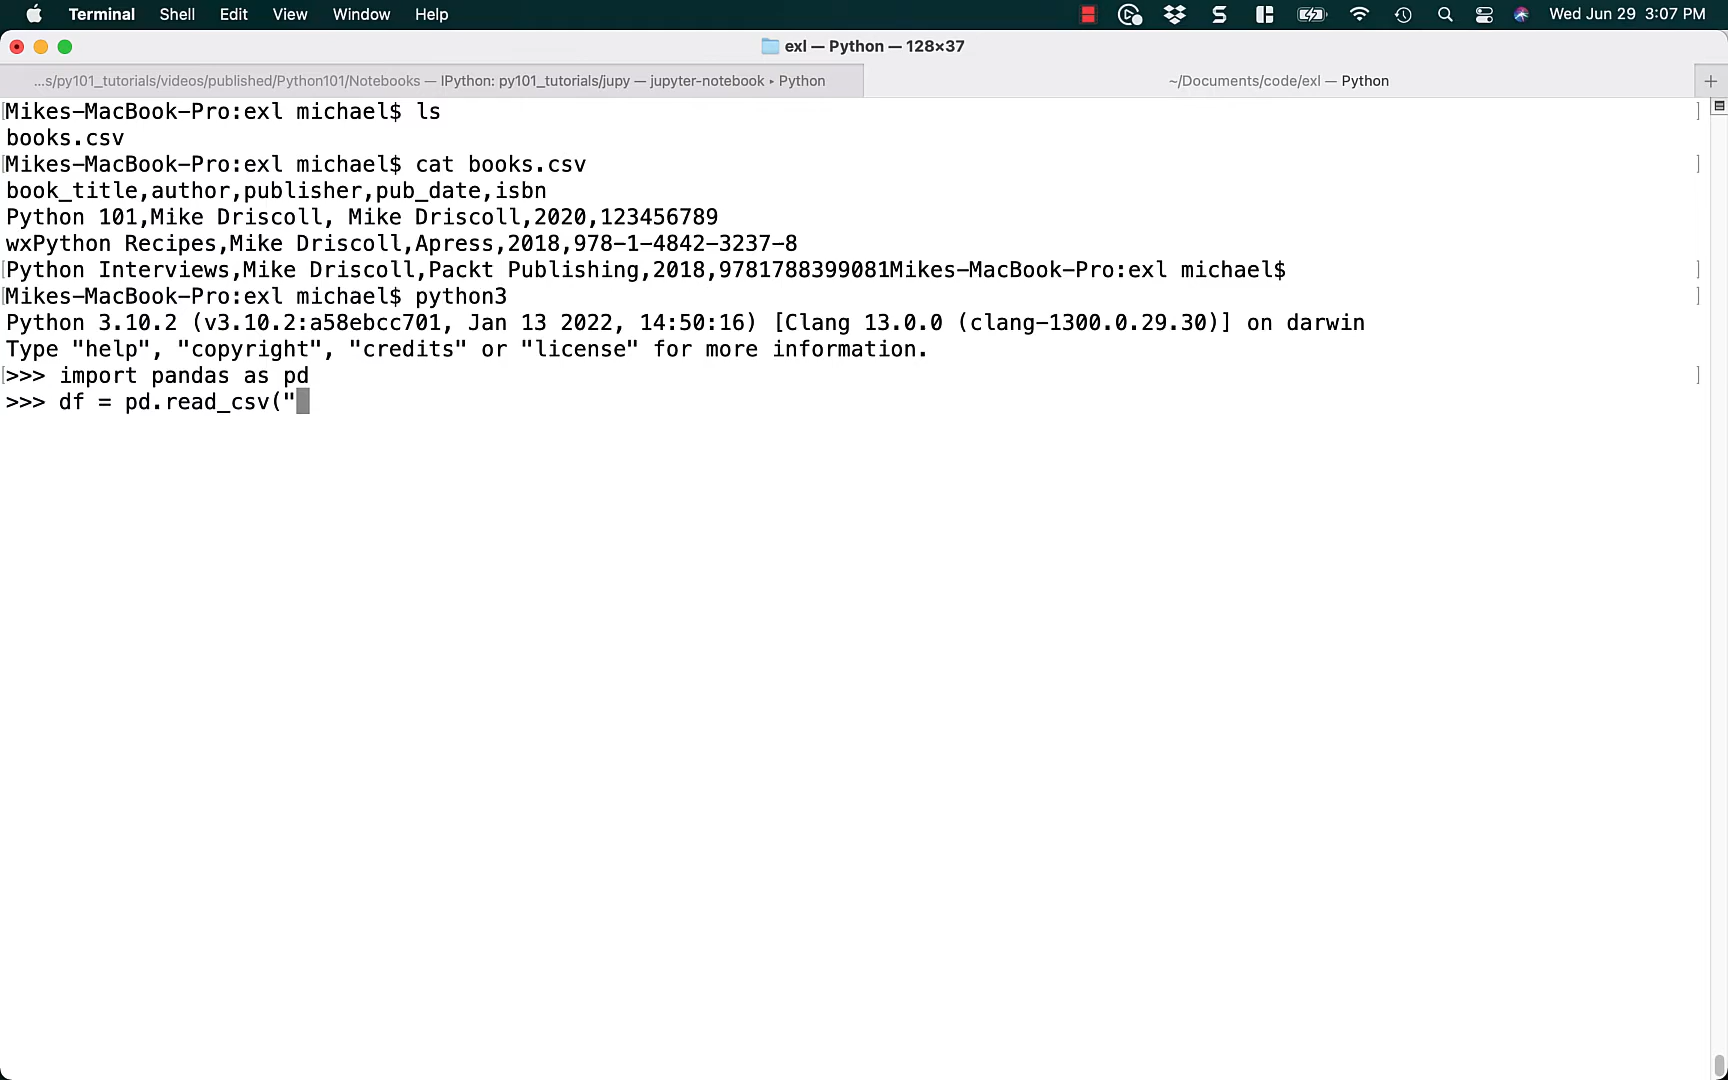 Terminal Shell Edit View Window Help Wed Jun 29 3:07 PM
exl — Python — 128×37
...s/py101_tutorials/videos/published/Python101/Notebooks — IPython: py101_tutorials/jupy — jupyter-notebook ▸ Python ~/Documents/code/exl — Python +
[Mikes-MacBook-Pro:exl michael$ ls ]
books.csv
[Mikes-MacBook-Pro:exl michael$ cat books.csv ]
book_title,author,publisher,pub_date,isbn
Python 101,Mike Driscoll, Mike Driscoll,2020,123456789
wxPython Recipes,Mike Driscoll,Apress,2018,978-1-4842-3237-8
[Python Interviews,Mike Driscoll,Packt Publishing,2018,9781788399081Mikes-MacBook-Pro:exl michael$ ]
[Mikes-MacBook-Pro:exl michael$ python3 ]
Python 3.10.2 (v3.10.2:a58ebcc701, Jan 13 2022, 14:50:16) [Clang 13.0.0 (clang-1300.0.29.30)] on darwin
Type "help", "copyright", "credits" or "license" for more information.
[>>> import pandas as pd ]
>>> df = pd.read_csv("